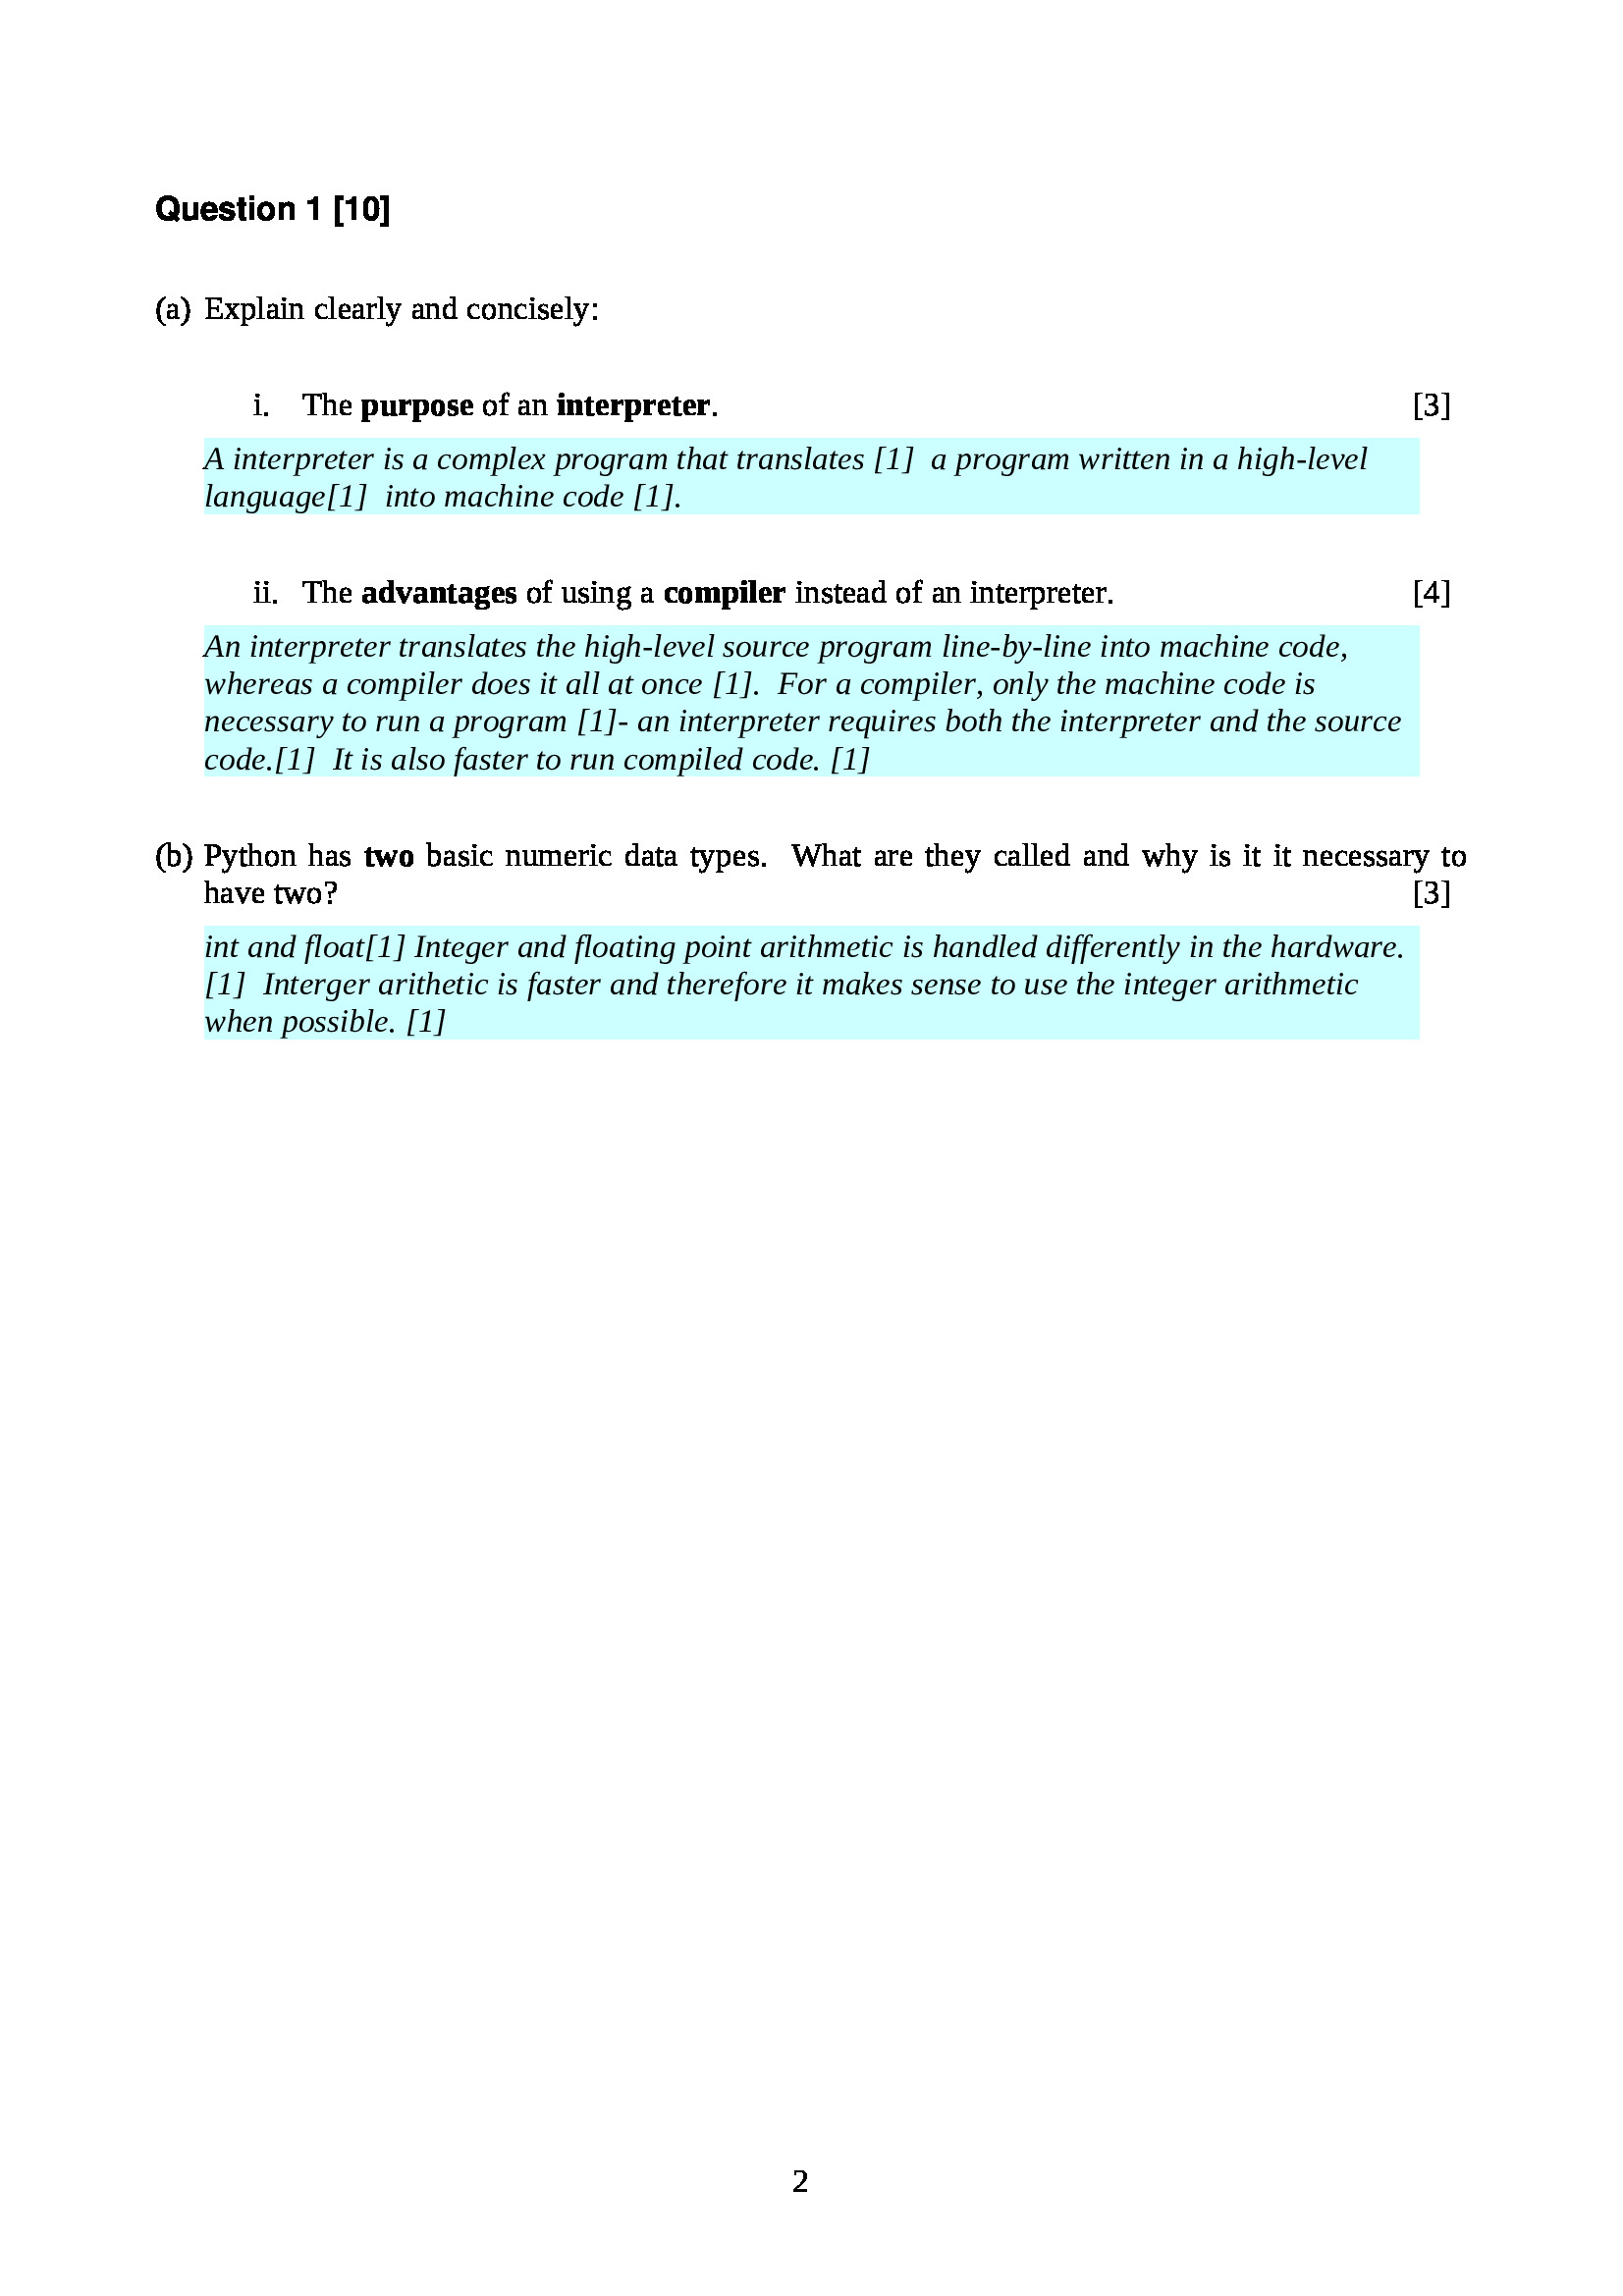 Question 1 [10]
(a) Explain clearly and concisely:
i. The purpose of an interpreter. [3]
A interpreter is a complex program that translates [1]  a program written in a high-level
language[1]  into machine code [1].
ii. The advantages of using a compiler instead of an interpreter. [4]
An interpreter translates the high-level source program line-by-line into machine code,
whereas a compiler does it all at once [1].  For a compiler, only the machine code is
necessary to run a program [1]- an interpreter requires both the interpreter and the source
code.[1]  It is also faster to run compiled code. [1]
(b) Python has two basic numeric data types.  What are they called and why is it it necessary to
have two? [3]
int and float[1] Integer and floating point arithmetic is handled differently in the hardware.
[1]  Interger arithetic is faster and therefore it makes sense to use the integer arithmetic
when possible. [1]
2